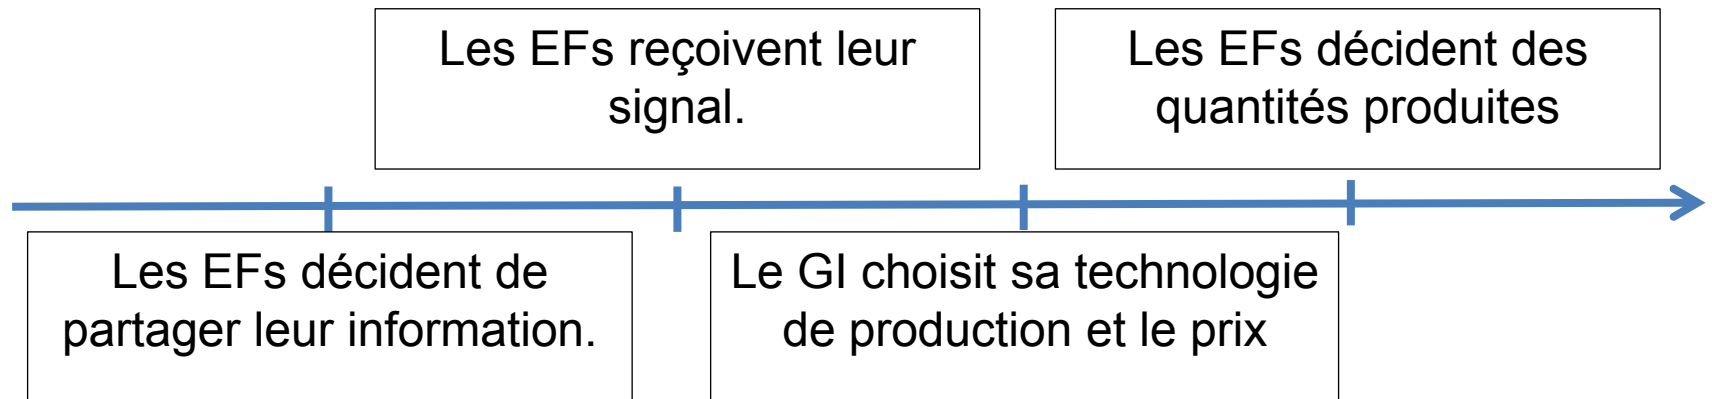 Les EFs reçoivent leur
signal.
Les EFs décident des
quantités produites
Les EFs décident de
partager leur information.
Le GI choisit sa technologie
de production et le prix